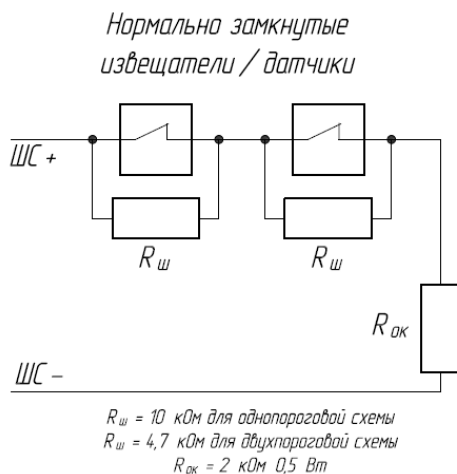 Нормально замкнутые
извещатели / датчики
ШС +
R ш
R ш
R ок
ШС –
R ш = 10 кОм для однопороговой схемы
R ш = 4,7 кОм для двухпороговой схемы
R ок = 2 кОм 0,5 Вт